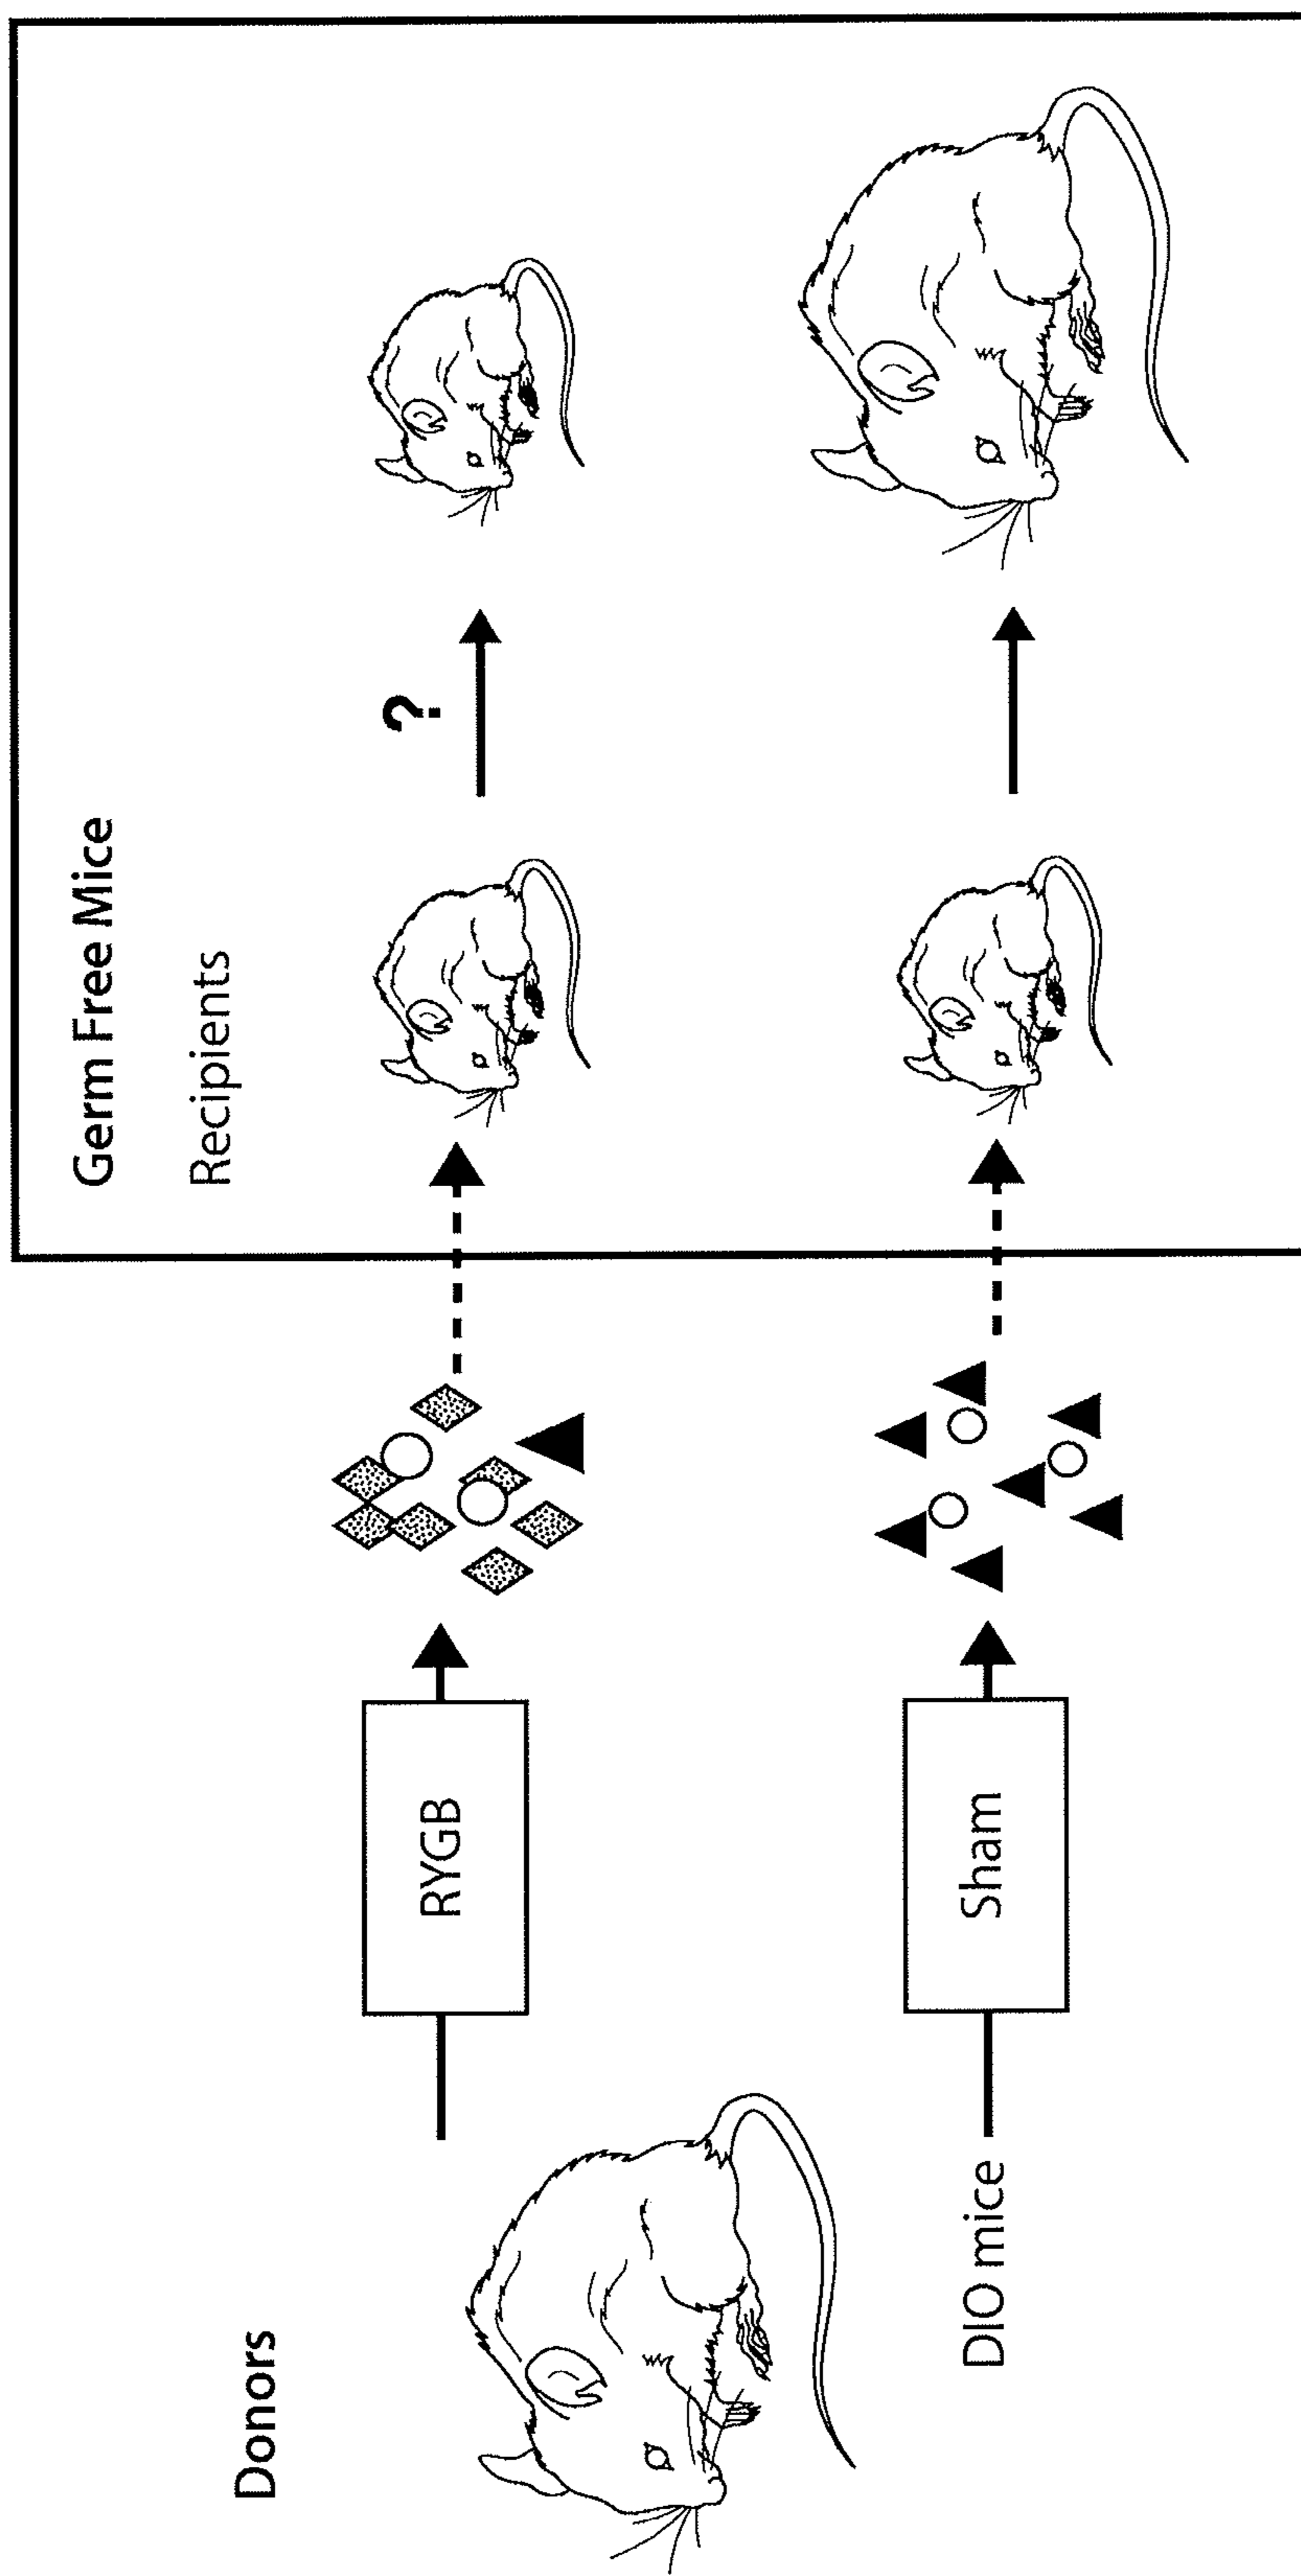 Donors
DIO mice
RYGB
Sham
Germ Free Mice
Recipients
?